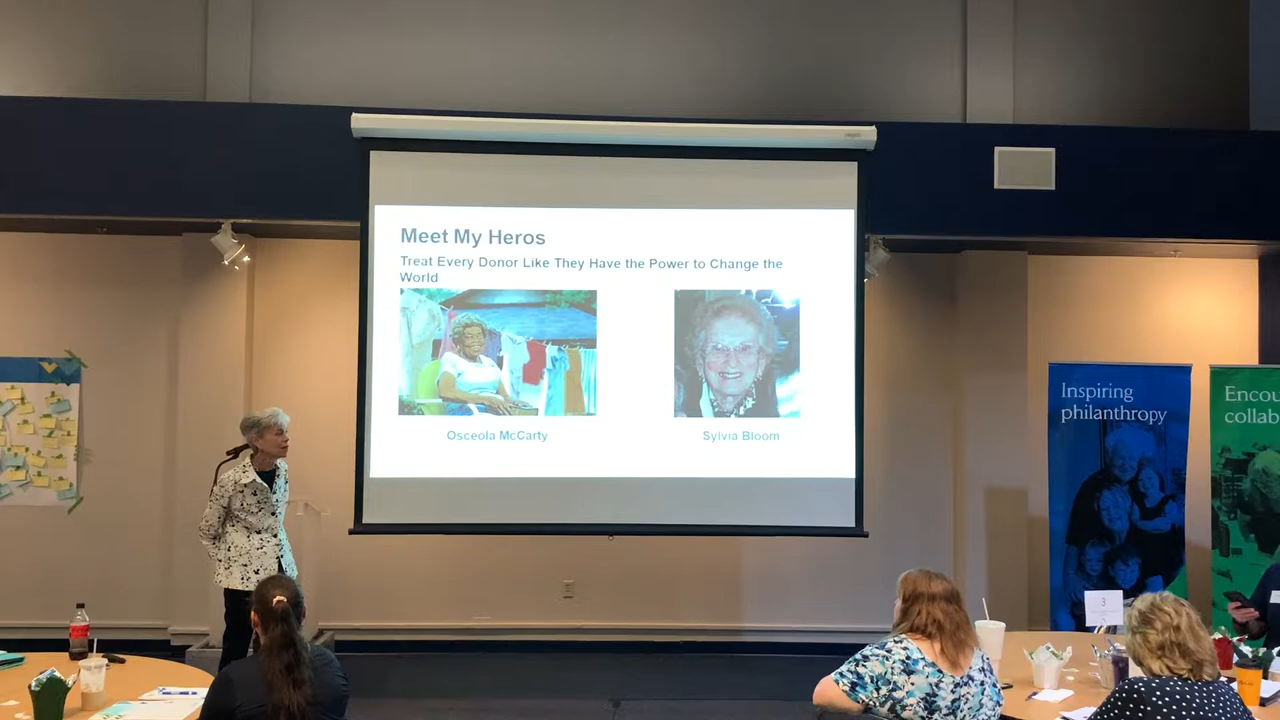 Meet My Heros
Treat Every Donor Like They Have the Power to Change the
World
Osceola McCarty
Sylvia Bloom
Inspiring
philanthropy
Encou
collab
3